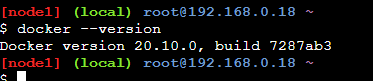 [node1] (local) root@192.168.0.18 ~
$ docker --version
Docker version 20.10.0, build 7287ab3
[node1] (local) root@192.168.0.18 ~
$